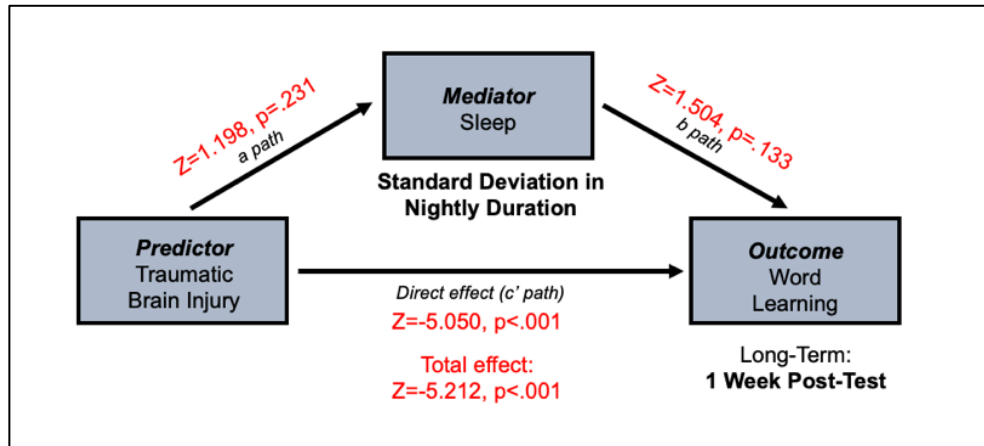 Mediator
Sleep
Z=1.198, p=.231
a path
Z=1.504, p=.133
b path
Standard Deviation in
Nightly Duration
Predictor
Traumatic
Brain Injury
Direct effect (c' path)
Z=-5.050, p<.001
Total effect:
Z=-5.212, p<.001
Outcome
Word
Learning
Long-Term:
1 Week Post-Test